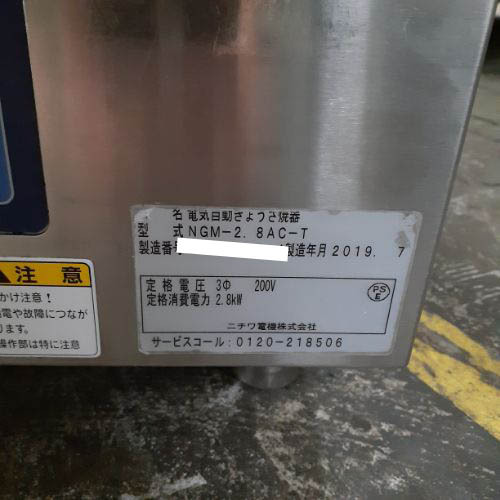 名 電気自動ぎょうざ焼器
型 式 NGM-2.8AC-T
製造番号 製造年月 2019. 7
定格電圧 3Φ 200V
定格消費電力 2.8kW
ニチワ電機株式会社
サービスコール:0120-218506
PS
E
注意
かけ注意!
電や故障につなが
ります。
操作部は特に注意